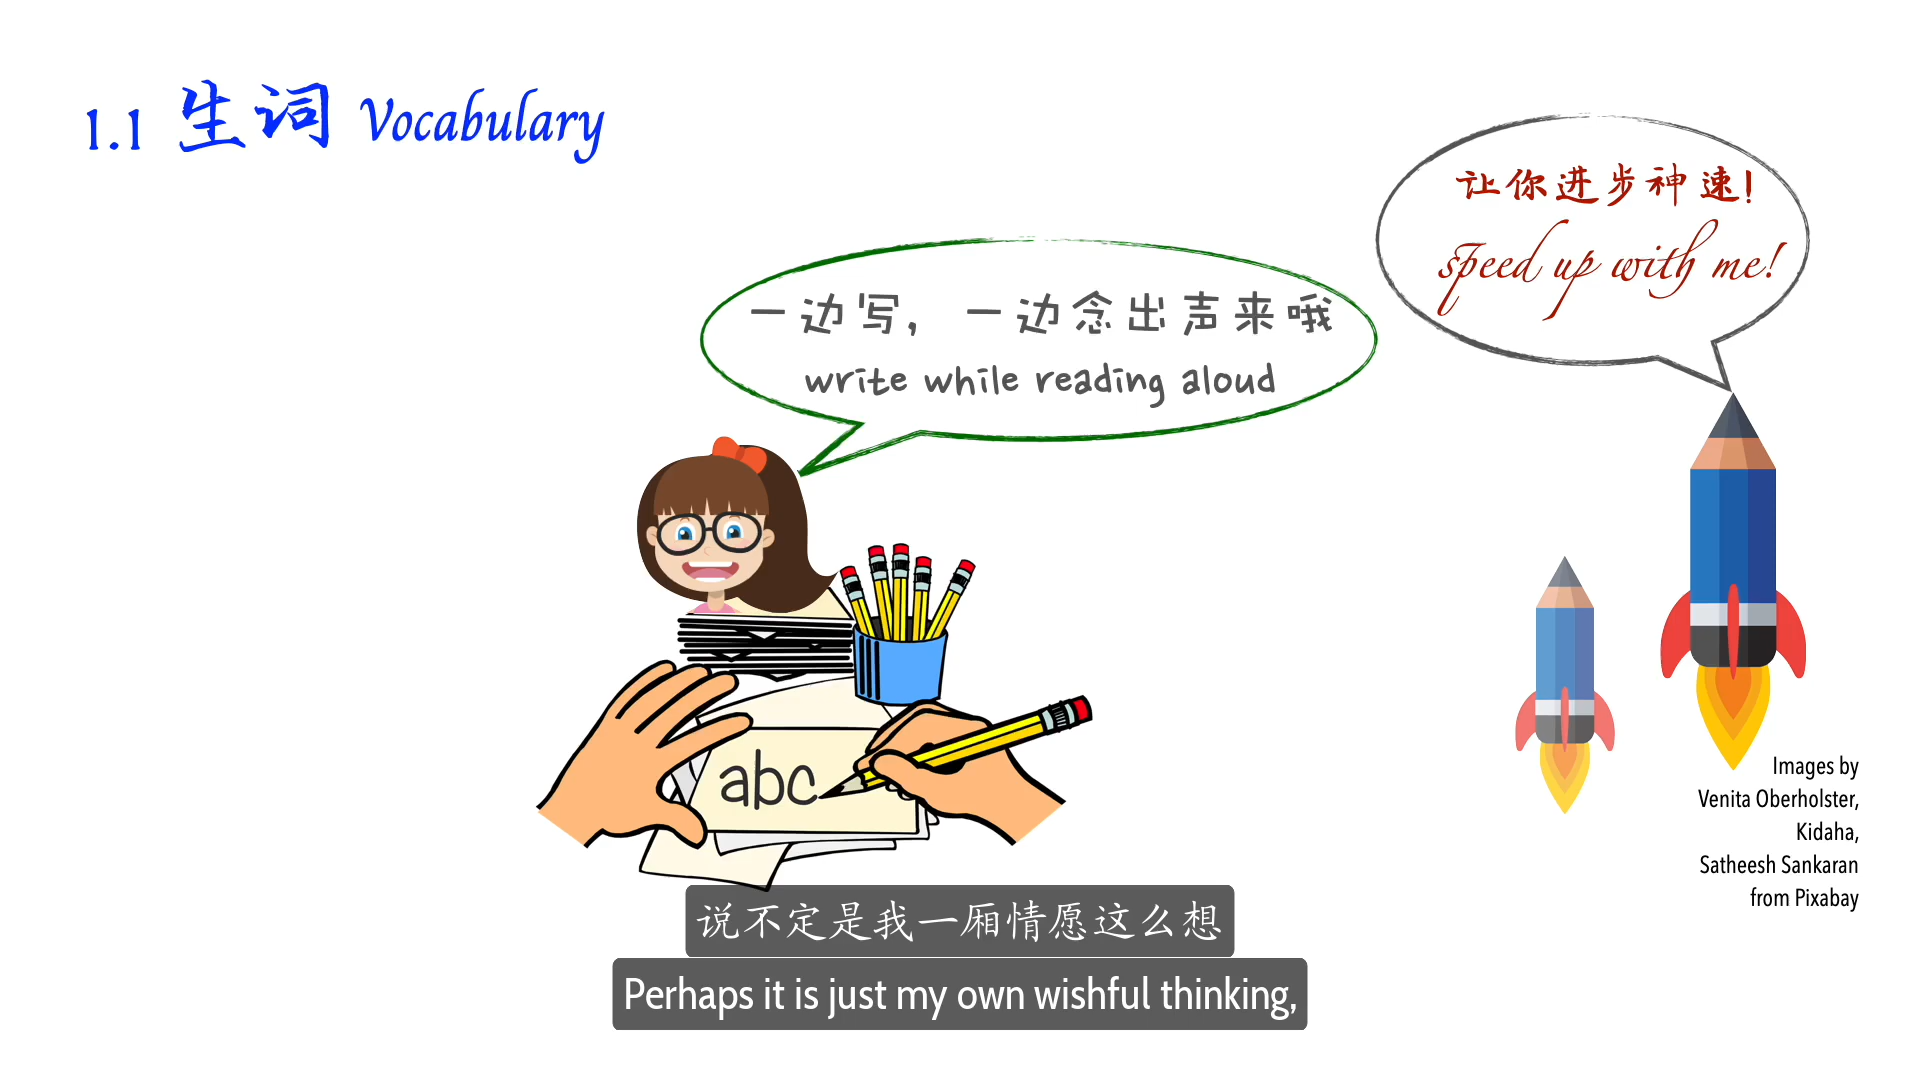 1.1 生词 Vocabulary
让你进步神速!
speed up with me!
一边写，一边念出声来哦
write while reading aloud
abc
Images by
Venita Oberholster,
Kidaha,
Satheesh Sankaran
from Pixabay
说不定是我一厢情愿这么想
Perhaps it is just my own wishful thinking,